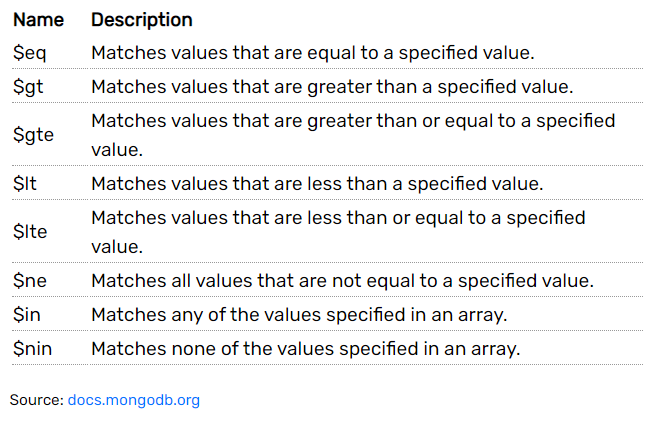 Name Description
$eq Matches values that are equal to a specified value.
$gt Matches values that are greater than a specified value.
$gte Matches values that are greater than or equal to a specified
value.
$lt Matches values that are less than a specified value.
$lte Matches values that are less than or equal to a specified
value.
$ne Matches all values that are not equal to a specified value.
$in Matches any of the values specified in an array.
$nin Matches none of the values specified in an array.
Source: docs.mongodb.org